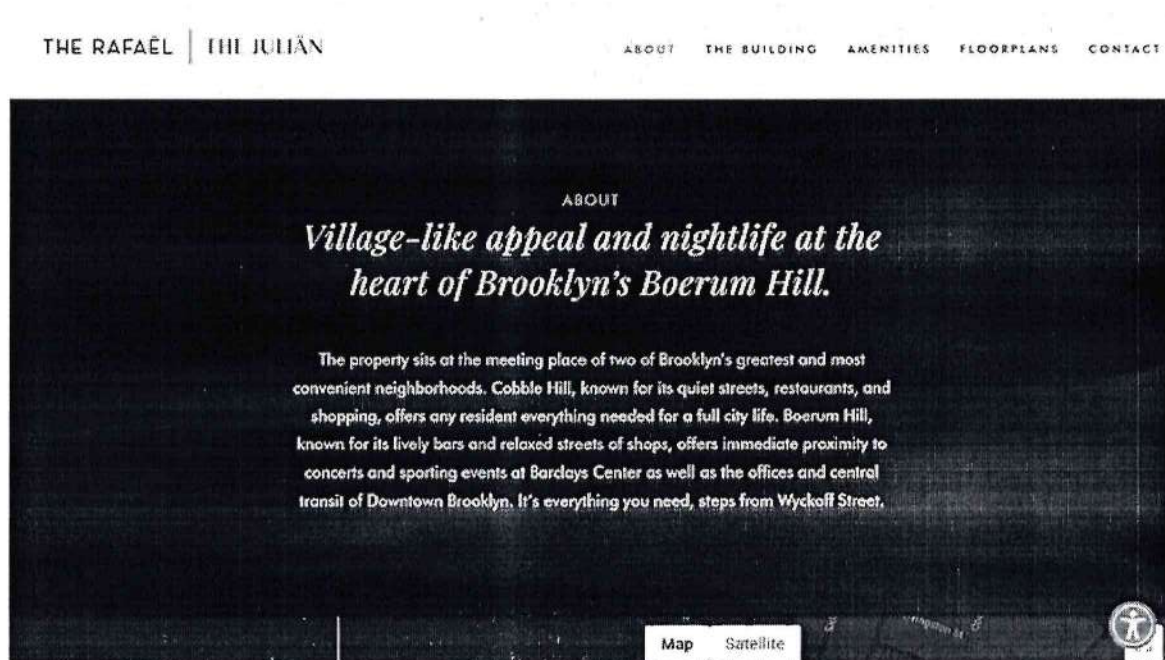 THE RAFAËL | THE JULIÄN
ABOUT THE BUILDING AMENITIES FLOORPLANS CONTACT
ABOUT
Village-like appeal and nightlife at the
heart of Brooklyn's Boerum Hill.
The property sits at the meeting place of two of Brooklyn's greatest and most
convenient neighborhoods. Cobble Hill, known for its quiet streets, restaurants, and
shopping, offers any resident everything needed for a full city life. Boerum Hill,
known for its lively bars and relaxed streets of shops, offers immediate proximity to
concerts and sporting events at Barclays Center as well as the offices and central
transit of Downtown Brooklyn. It's everything you need, steps from Wyckoff Street.
Map Satellite